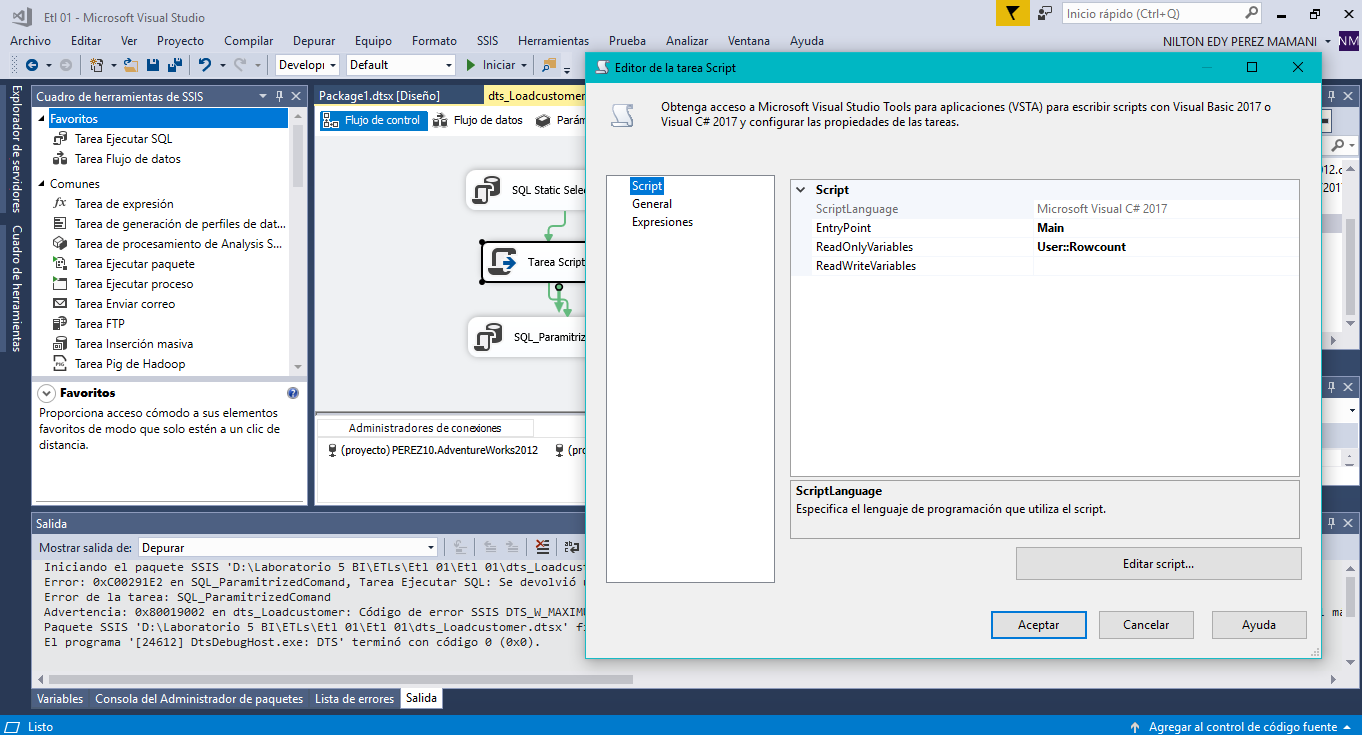 Etl 01 - Microsoft Visual Studio
Inicio rápido (Ctrl+Q)
Archivo Editar Ver Proyecto Compilar Depurar Equipo Formato SSIS Herramientas Prueba Analizar Ventana Ayuda
NILTON EDY PEREZ MAMANI NM
Default Iniciar
Explorador de servidores
Cuadro de herramientas
Cuadro de herramientas de SSIS
Favoritos
Tarea Ejecutar SQL
Tarea Flujo de datos
Comunes
Tarea de expresión
Tarea de generación de perfiles de dat...
Tarea de procesamiento de Analysis S...
Tarea Ejecutar paquete
Tarea Ejecutar proceso
Tarea Enviar correo
Tarea FTP
Tarea Inserción masiva
Tarea Pig de Hadoop
Favoritos
Proporciona acceso cómodo a sus elementos
favoritos de modo que solo estén a un clic de
distancia.
Package1.dtsx [Diseño] dts_Loadcustomer
Flujo de control Flujo de datos Parám
SQL Static Selec
Tarea Script
SQL_Paramitriz
Administradores de conexiones
(proyecto) PEREZ10.AdventureWorks2012 (pro
Editor de la tarea Script
Obtenga acceso a Microsoft Visual Studio Tools para aplicaciones (VSTA) para escribir scripts con Visual Basic 2017 o
Visual C# 2017 y configurar las propiedades de las tareas.
Script
General
Expresiones
Script
ScriptLanguage Microsoft Visual C# 2017
EntryPoint Main
ReadOnlyVariables User::Rowcount
ReadWriteVariables
ScriptLanguage
Especifica el lenguaje de programación que utiliza el script.
Editar script...
Aceptar Cancelar Ayuda
Salida
Mostrar salida de: Depurar
Iniciando el paquete SSIS 'D:\Laboratorio 5 BI\ETLs\Etl 01\Etl 01\dts_Loadcust
Error: 0xC00291E2 en SQL_ParamitrizedComand, Tarea Ejecutar SQL: Se devolvió
Error de la tarea: SQL_ParamitrizedComand
Advertencia: 0x80019002 en dts_Loadcustomer: Código de error SSIS DTS_W_MAXIMU
Paquete SSIS 'D:\Laboratorio 5 BI\ETLs\Etl 01\Etl 01\dts_Loadcustomer.dtsx' fi
El programa '[24612] DtsDebugHost.exe: DTS' terminó con código 0 (0x0).
Variables Consola del Administrador de paquetes Lista de errores Salida
Listo Agregar al control de código fuente